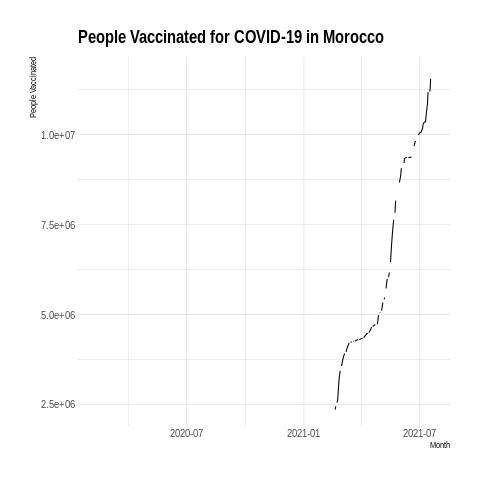 People Vaccinated for COVID-19 in Morocco
People Vaccinated
1.0e+07
7.5e+06
5.0e+06
2.5e+06
2020-07
2021-01
2021-07
Month